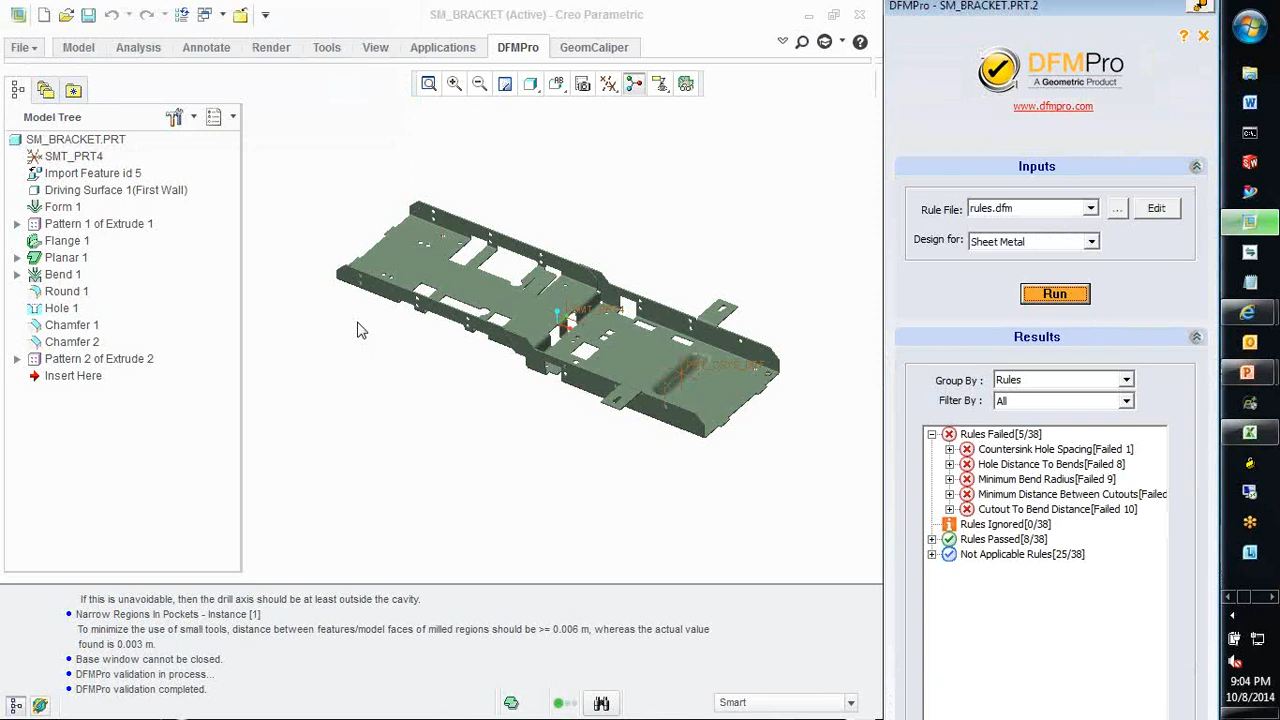 SM_BRACKET (Active) - Creo Parametric
File
Model
Analysis
Annotate
Render
Tools
View
Applications
DFMPro
GeomCaliper
Model Tree
SM_BRACKET.PRT
SMT_PRT4
Import Feature id 5
Driving Surface 1(First Wall)
Form 1
Pattern 1 of Extrude 1
Flange 1
Planar 1
Bend 1
Round 1
Hole 1
Chamfer 1
Chamfer 2
Pattern 2 of Extrude 2
Insert Here
If this is unavoidable, then the drill axis should be at least outside the cavity.
Narrow Regions In Pockets - Instance [1]
To minimize the use of small tools, distance between features/model faces of milled regions should be >= 0.006 m, whereas the actual value
found is 0.003 m.
Base window cannot be closed.
DFMPro validation in process...
DFMPro validation completed.
Smart
DFMPro - SM_BRACKET.PRT.2
DFMPro
A Geometric Product
www.dfmpro.com
Inputs
Rule File: rules.dfm ... Edit
Design for: Sheet Metal
Run
Results
Group By : Rules
Filter By : All
Rules Failed[5/38]
Countersink Hole Spacing[Failed 1]
Hole Distance To Bends[Failed 8]
Minimum Bend Radius[Failed 9]
Minimum Distance Between Cutouts[Failed
Cutout To Bend Distance[Failed 10]
Rules Ignored[0/38]
Rules Passed[8/38]
Not Applicable Rules[25/38]
9:04 PM
10/8/2014